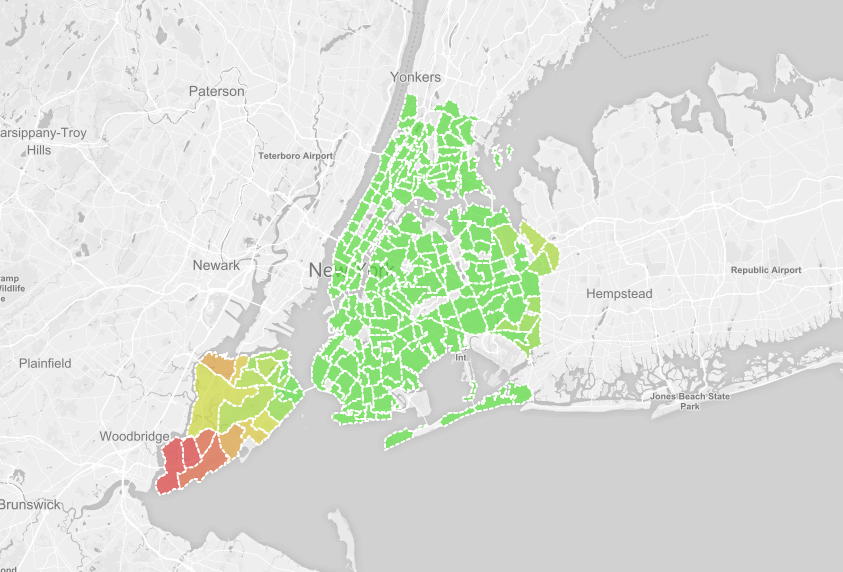 Yonkers
Paterson
arsippany-Troy
Hills
Teterboro Airport
Newark
New York
amp
Wildlife
e
Republic Airport
Hempstead
Plainfield
Int
Jones Beach State
Park
Woodbridge
Brunswick
ond